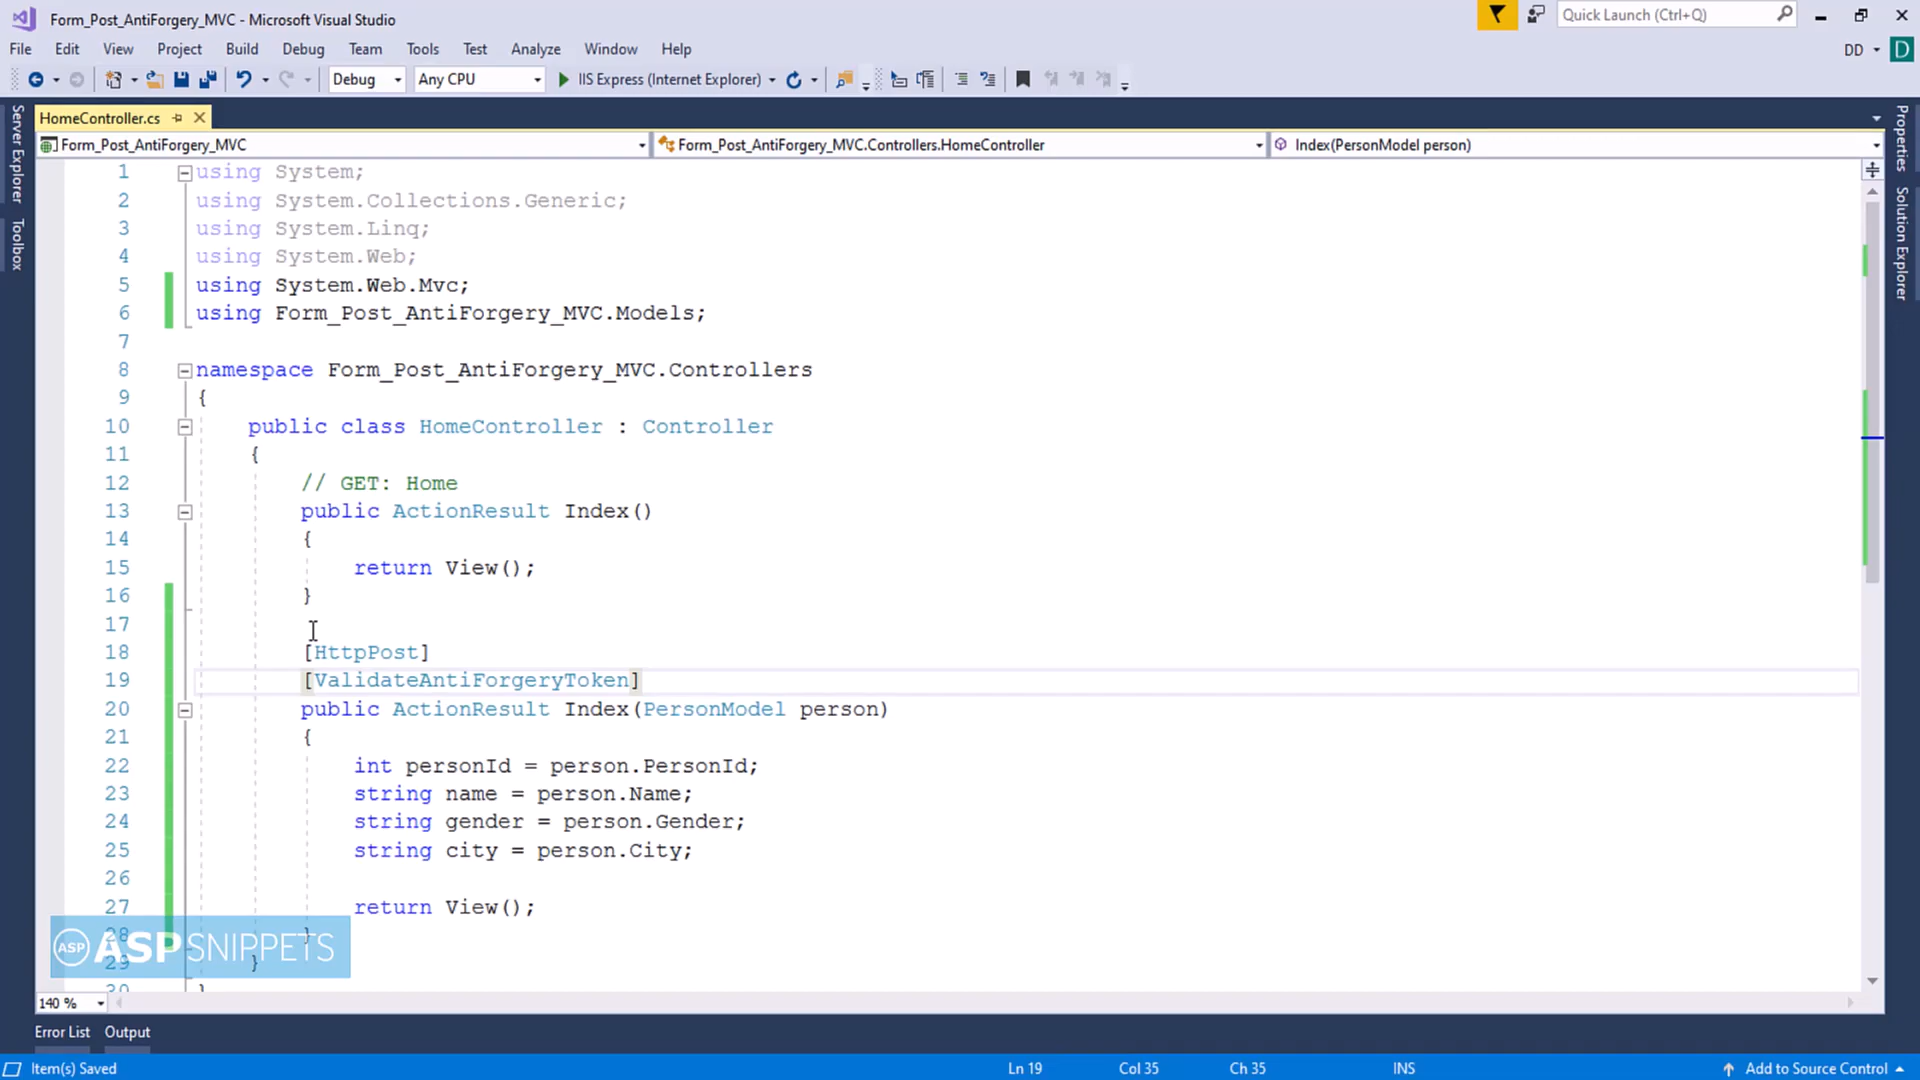 Form_Post_AntiForgery_MVC - Microsoft Visual Studio
Quick Launch (Ctrl+Q)
File Edit View Project Build Debug Team Tools Test Analyze Window Help
DD D
Debug Any CPU IIS Express (Internet Explorer)
Server Explorer
Toolbox
Properties
Solution Explorer
HomeController.cs
Form_Post_AntiForgery_MVC Form_Post_AntiForgery_MVC.Controllers.HomeController Index(PersonModel person)
1 using System;
2 using System.Collections.Generic;
3 using System.Linq;
4 using System.Web;
5 using System.Web.Mvc;
6 using Form_Post_AntiForgery_MVC.Models;
7
8 namespace Form_Post_AntiForgery_MVC.Controllers
9 {
10 public class HomeController : Controller
11 {
12 // GET: Home
13 public ActionResult Index()
14 {
15 return View();
16 }
17
18 [HttpPost]
19 [ValidateAntiForgeryToken]
20 public ActionResult Index(PersonModel person)
21 {
22 int personId = person.PersonId;
23 string name = person.Name;
24 string gender = person.Gender;
25 string city = person.City;
26
27 return View();
28 }
29 }
30 }
ASP ASPSNIPPETS
140 %
Error List Output
Item(s) Saved Ln 19 Col 35 Ch 35 INS Add to Source Control